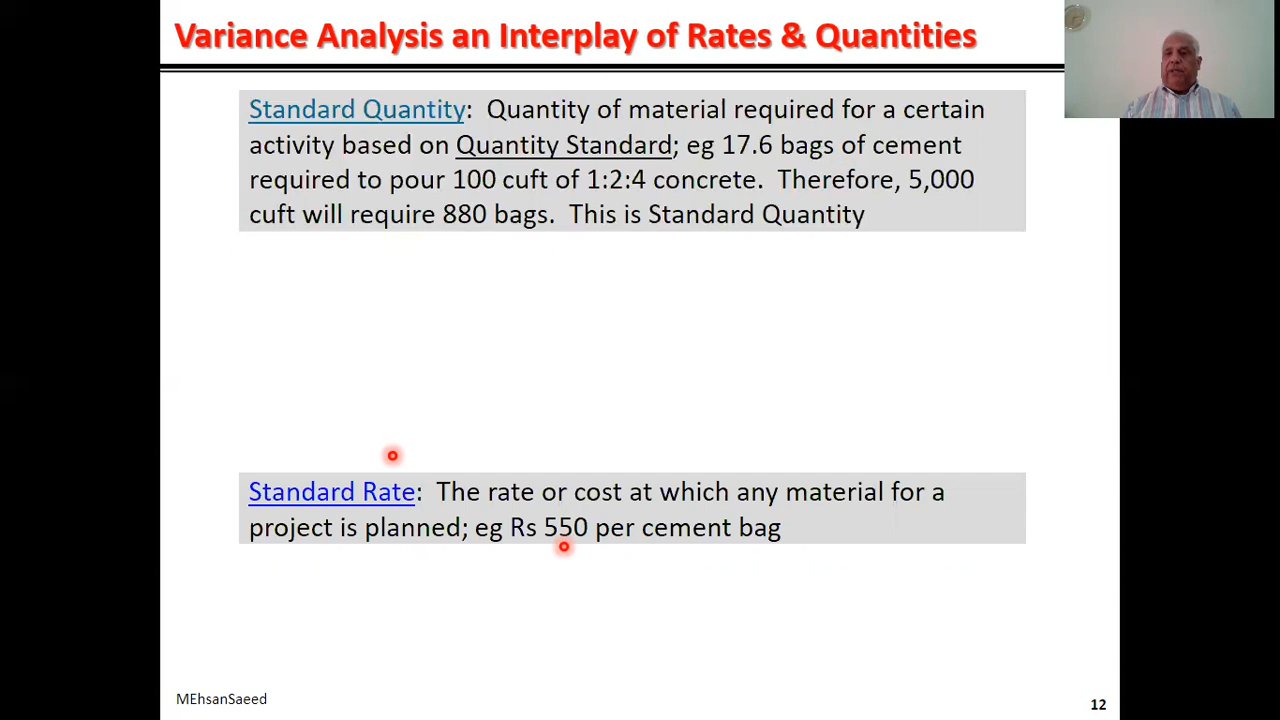 Variance Analysis an Interplay of Rates & Quantities
Standard Quantity: Quantity of material required for a certain
activity based on Quantity Standard; eg 17.6 bags of cement
required to pour 100 cuft of 1:2:4 concrete. Therefore, 5,000
cuft will require 880 bags. This is Standard Quantity
Standard Rate: The rate or cost at which any material for a
project is planned; eg Rs 550 per cement bag
MEhsanSaeed
12